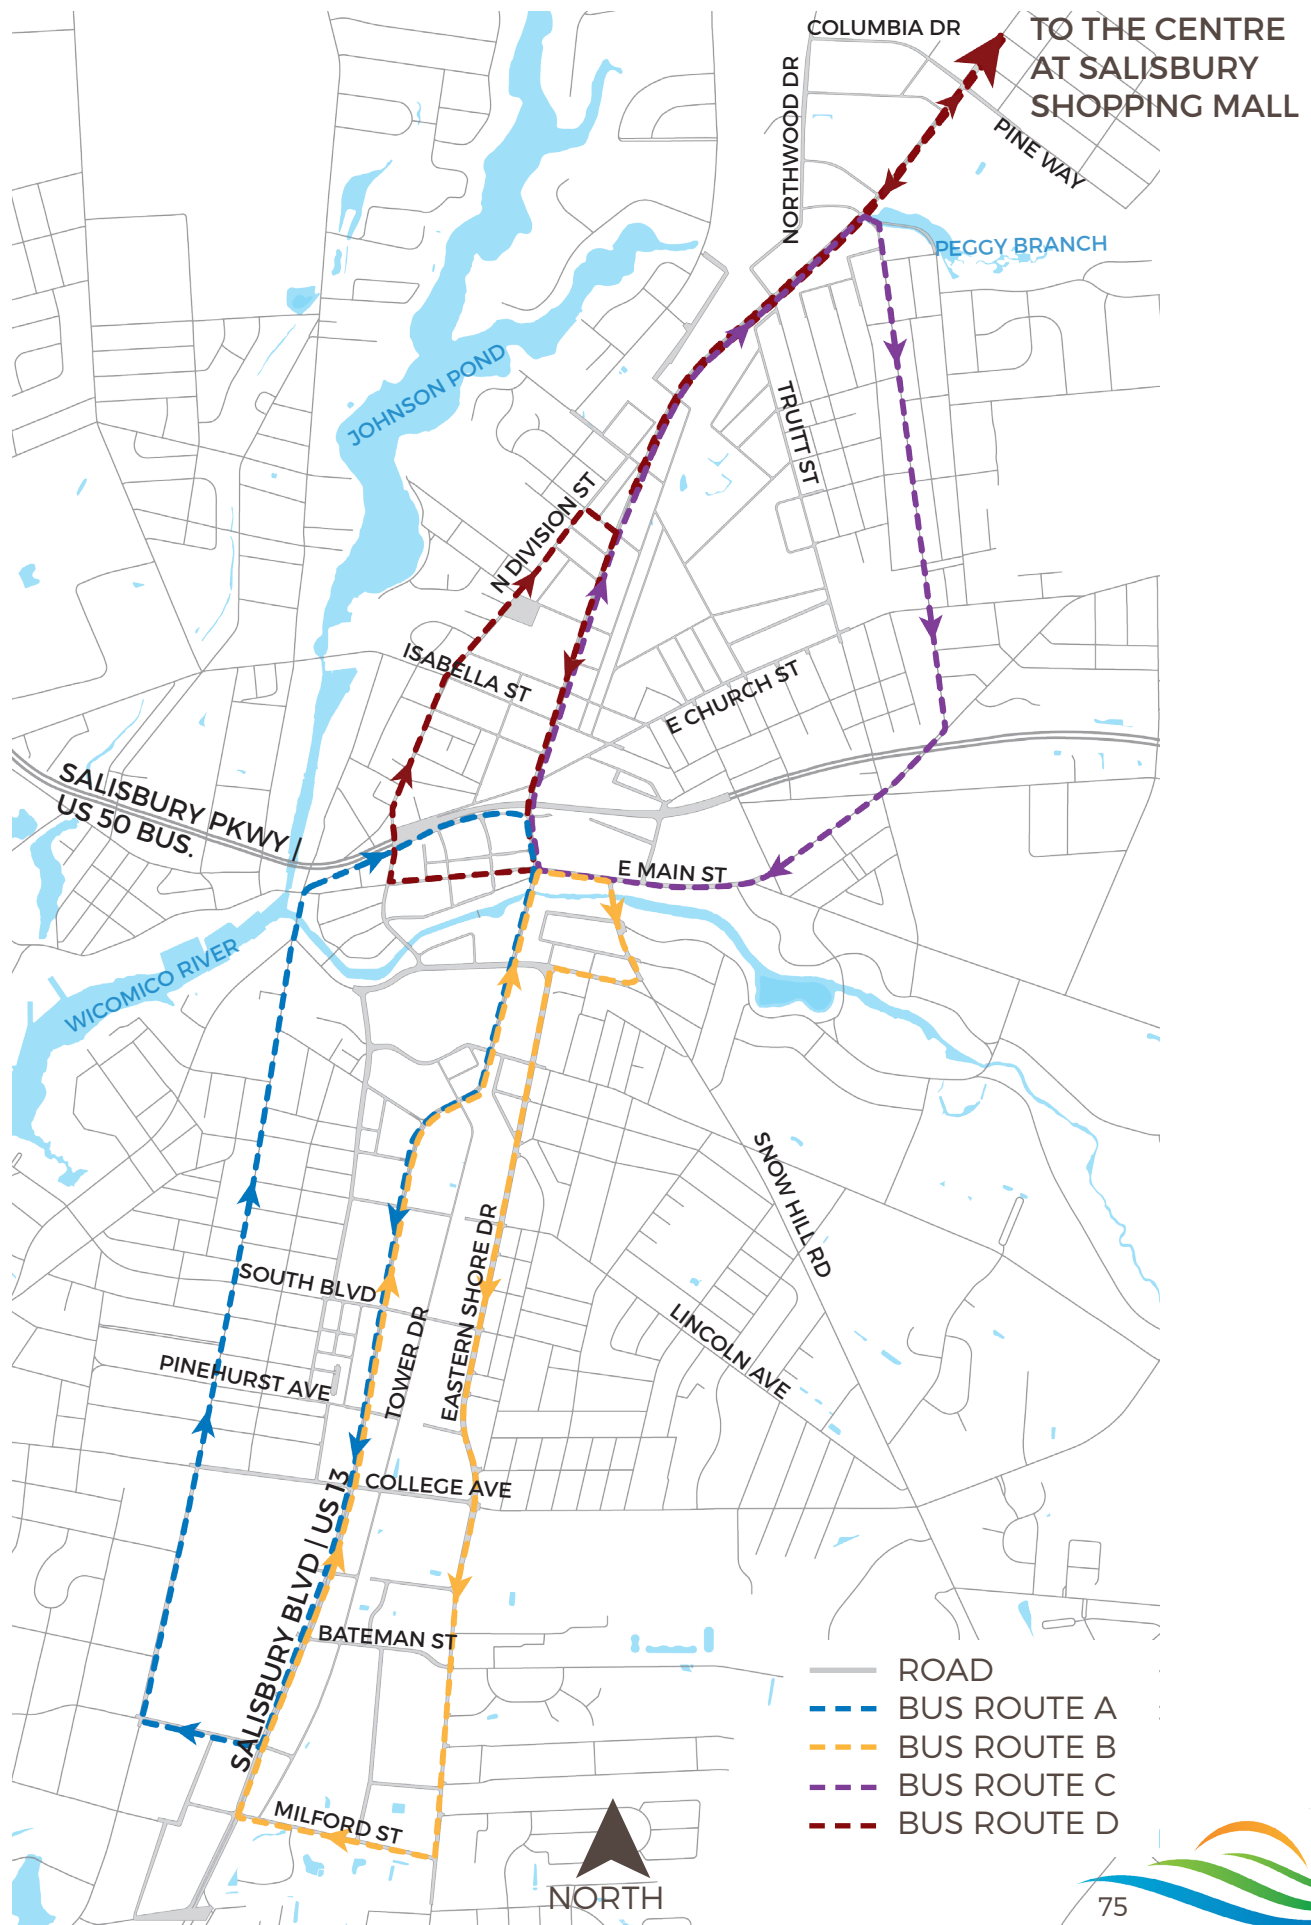 COLUMBIA DR
TO THE CENTRE
AT SALISBURY
SHOPPING MALL
NORTHWOOD DR
PINE WAY
PEGGY BRANCH
JOHNSON POND
TRUITT ST
N DIVISION ST
ISABELLA ST
E CHURCH ST
SALISBURY PKWY |
US 50 BUS.
E MAIN ST
WICOMICO RIVER
SNOW HILL RD
SOUTH BLVD
EASTERN SHORE DR
TOWER DR
LINCOLN AVE
PINEHURST AVE
COLLEGE AVE
SALISBURY BLVD | US 13
BATEMAN ST
MILFORD ST
ROAD
BUS ROUTE A
BUS ROUTE B
BUS ROUTE C
BUS ROUTE D
NORTH
75